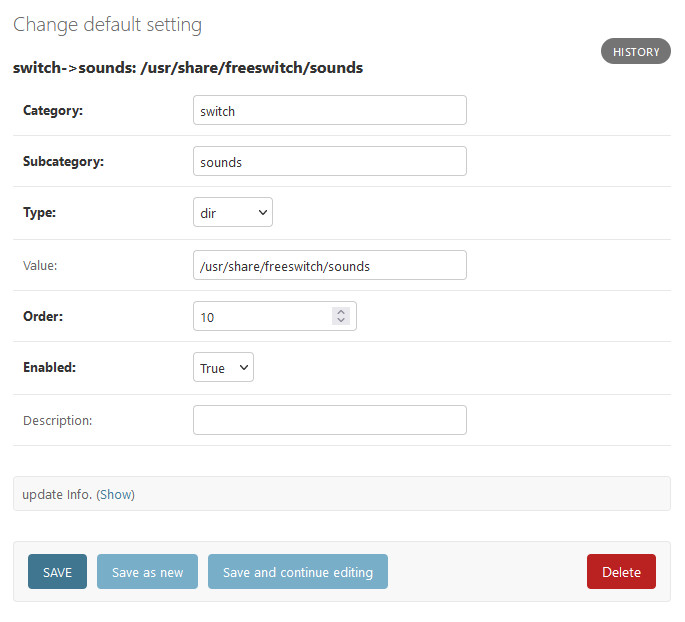 Change default setting
HISTORY
switch->sounds: /usr/share/freeswitch/sounds
Category: switch
Subcategory: sounds
Type: dir
Value: /usr/share/freeswitch/sounds
Order: 10
Enabled: True
Description:
update Info. (Show)
SAVE Save as new Save and continue editing Delete